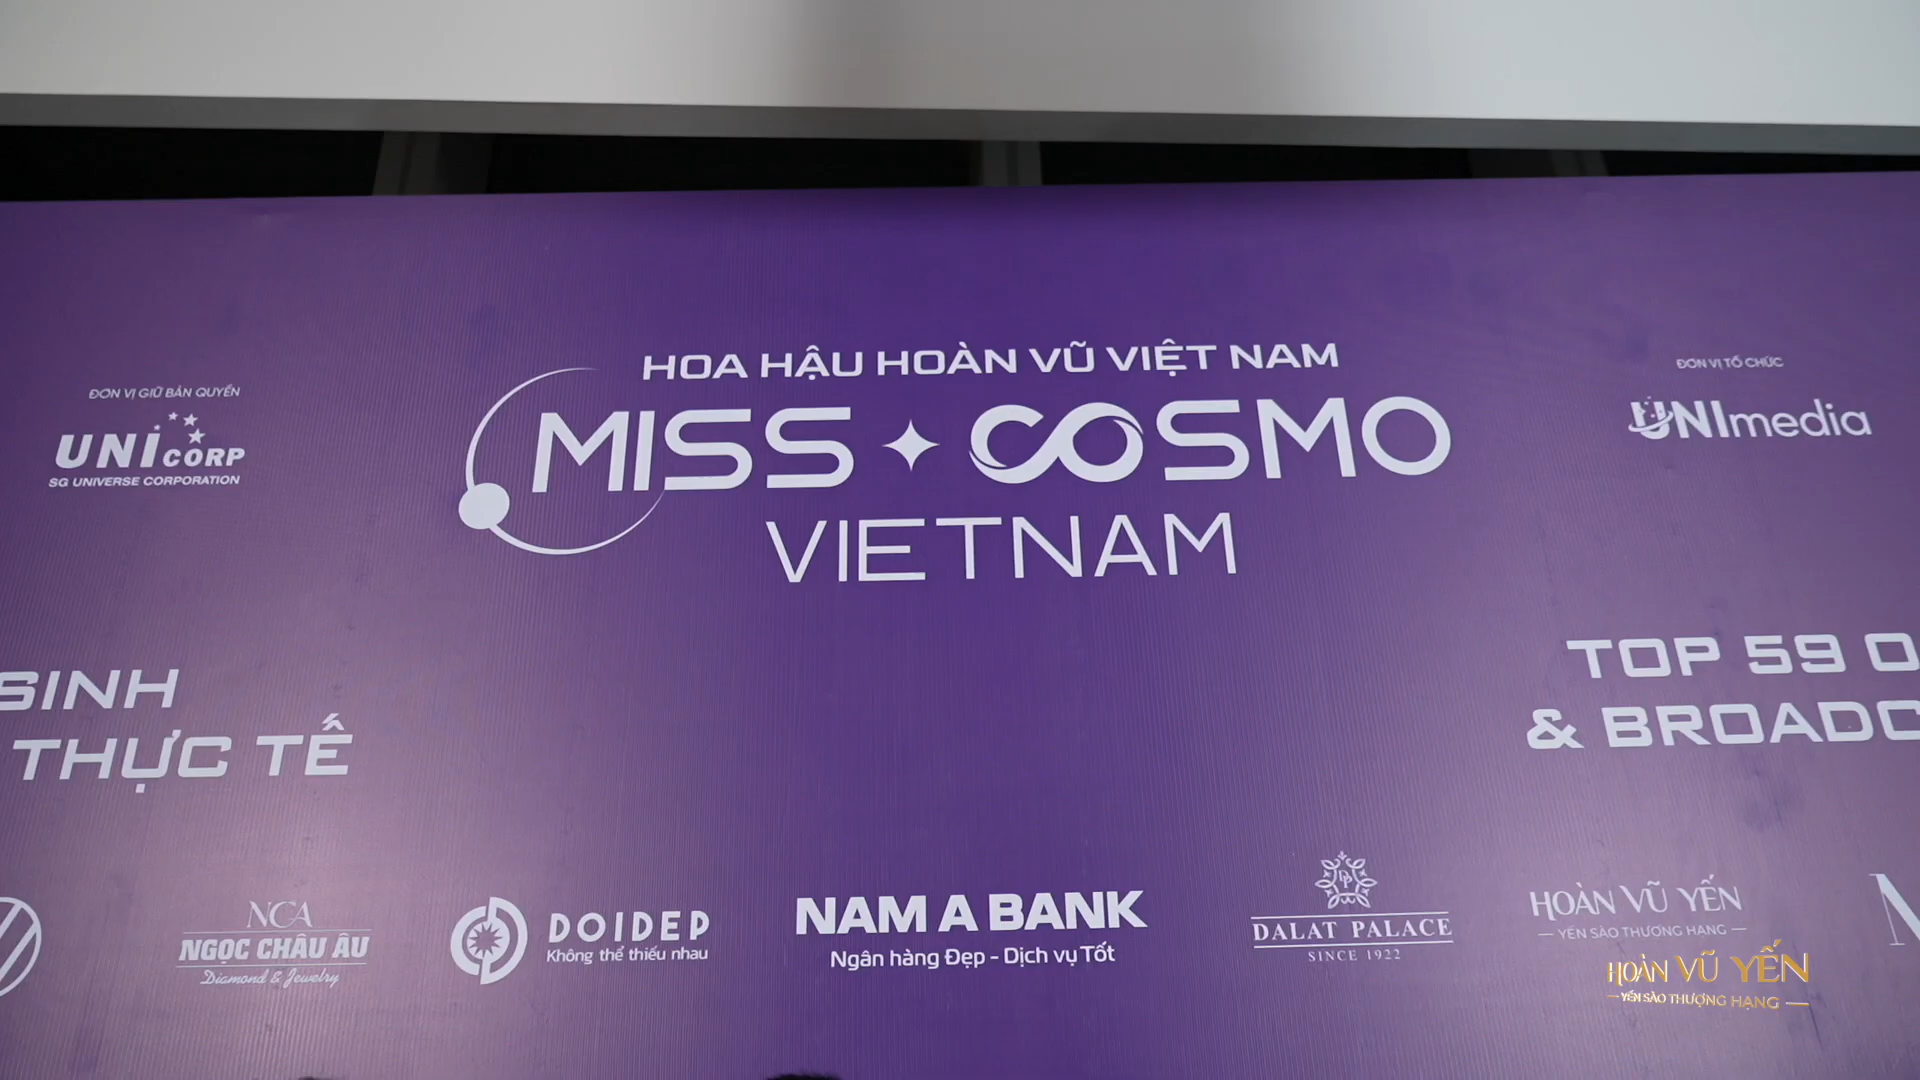 HOA HẬU HOÀN VŨ VIỆT NAM
MISS COSMO
VIETNAM
ĐƠN VỊ GIỮ BẢN QUYỀN
UNICORP
SG UNIVERSE CORPORATION
ĐƠN VỊ TỔ CHỨC
UNImedia
SINH
THỰC TẾ
TOP 59 O
& BROADC
NCA
NGỌC CHÂU ÂU
Diamond & Jewelry
DOIDEP
Không thể thiếu nhau
NAM A BANK
Ngân hàng Đẹp - Dịch vụ Tốt
DALAT PALACE
SINCE 1922
HOÀN VŨ YẾN
YẾN SÀO THƯỢNG HẠNG
HOÀN VŨ YẾN
YẾN SÀO THƯỢNG HẠNG